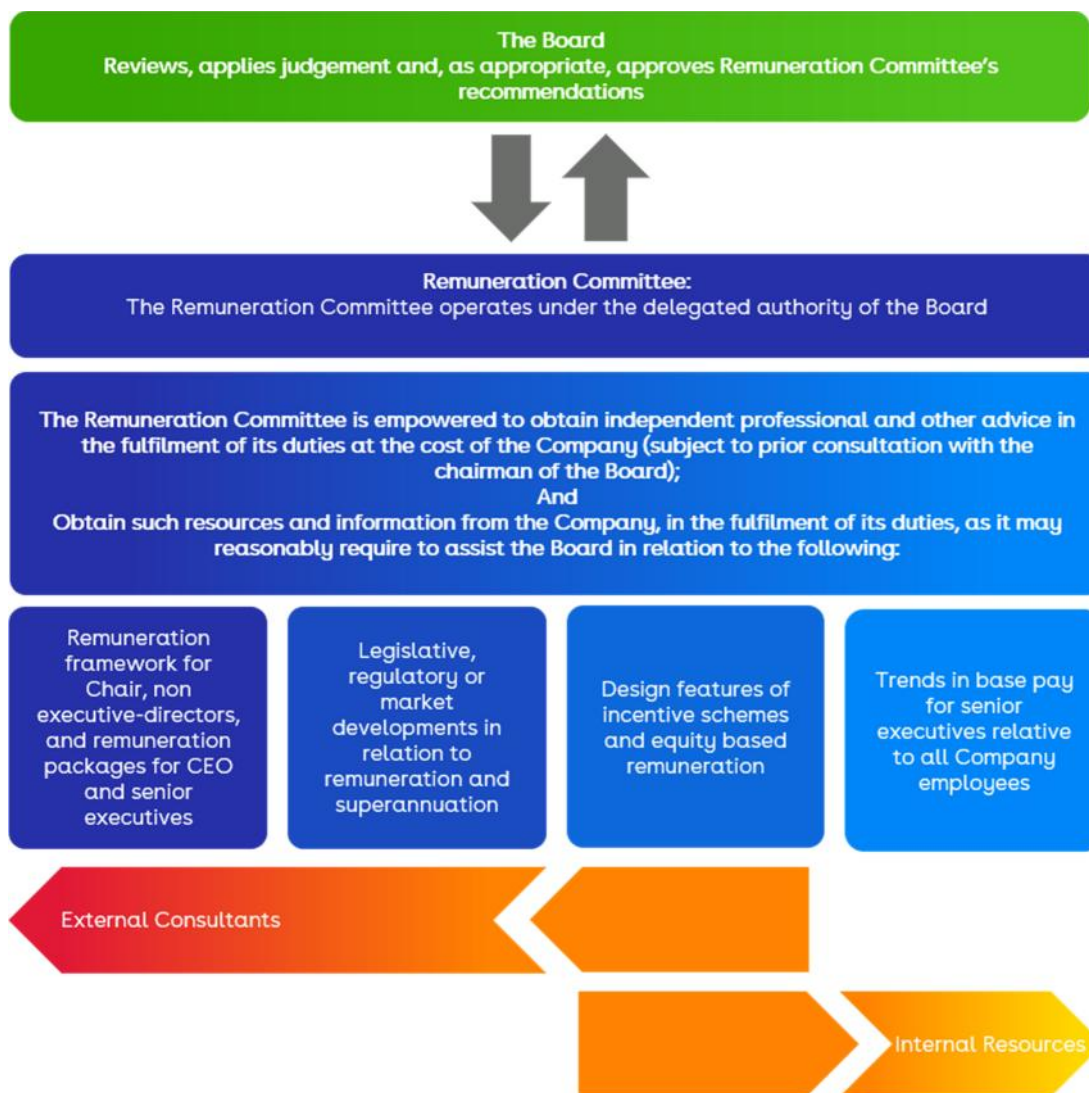 The Board
Reviews, applies judgement and, as appropriate, approves Remuneration Committee's
recommendations
Remuneration Committee:
The Remuneration Committee operates under the delegated authority of the Board
The Remuneration Committee is empowered to obtain independent professional and other advice in
the fulfilment of its duties at the cost of the Company (subject to prior consultation with the
chairman of the Board);
And
Obtain such resources and information from the Company, in the fulfilment of its duties, as it may
reasonably require to assist the Board in relation to the following:
Remuneration
framework for
Chair, non
executive-directors,
and remuneration
packages for CEO
and senior
executives
Legislative,
regulatory or
market
developments in
relation to
remuneration and
superannuation
Design features of
incentive schemes
and equity based
remuneration
Trends in base pay
for senior
executives relative
to all Company
employees
External Consultants
Internal Resources